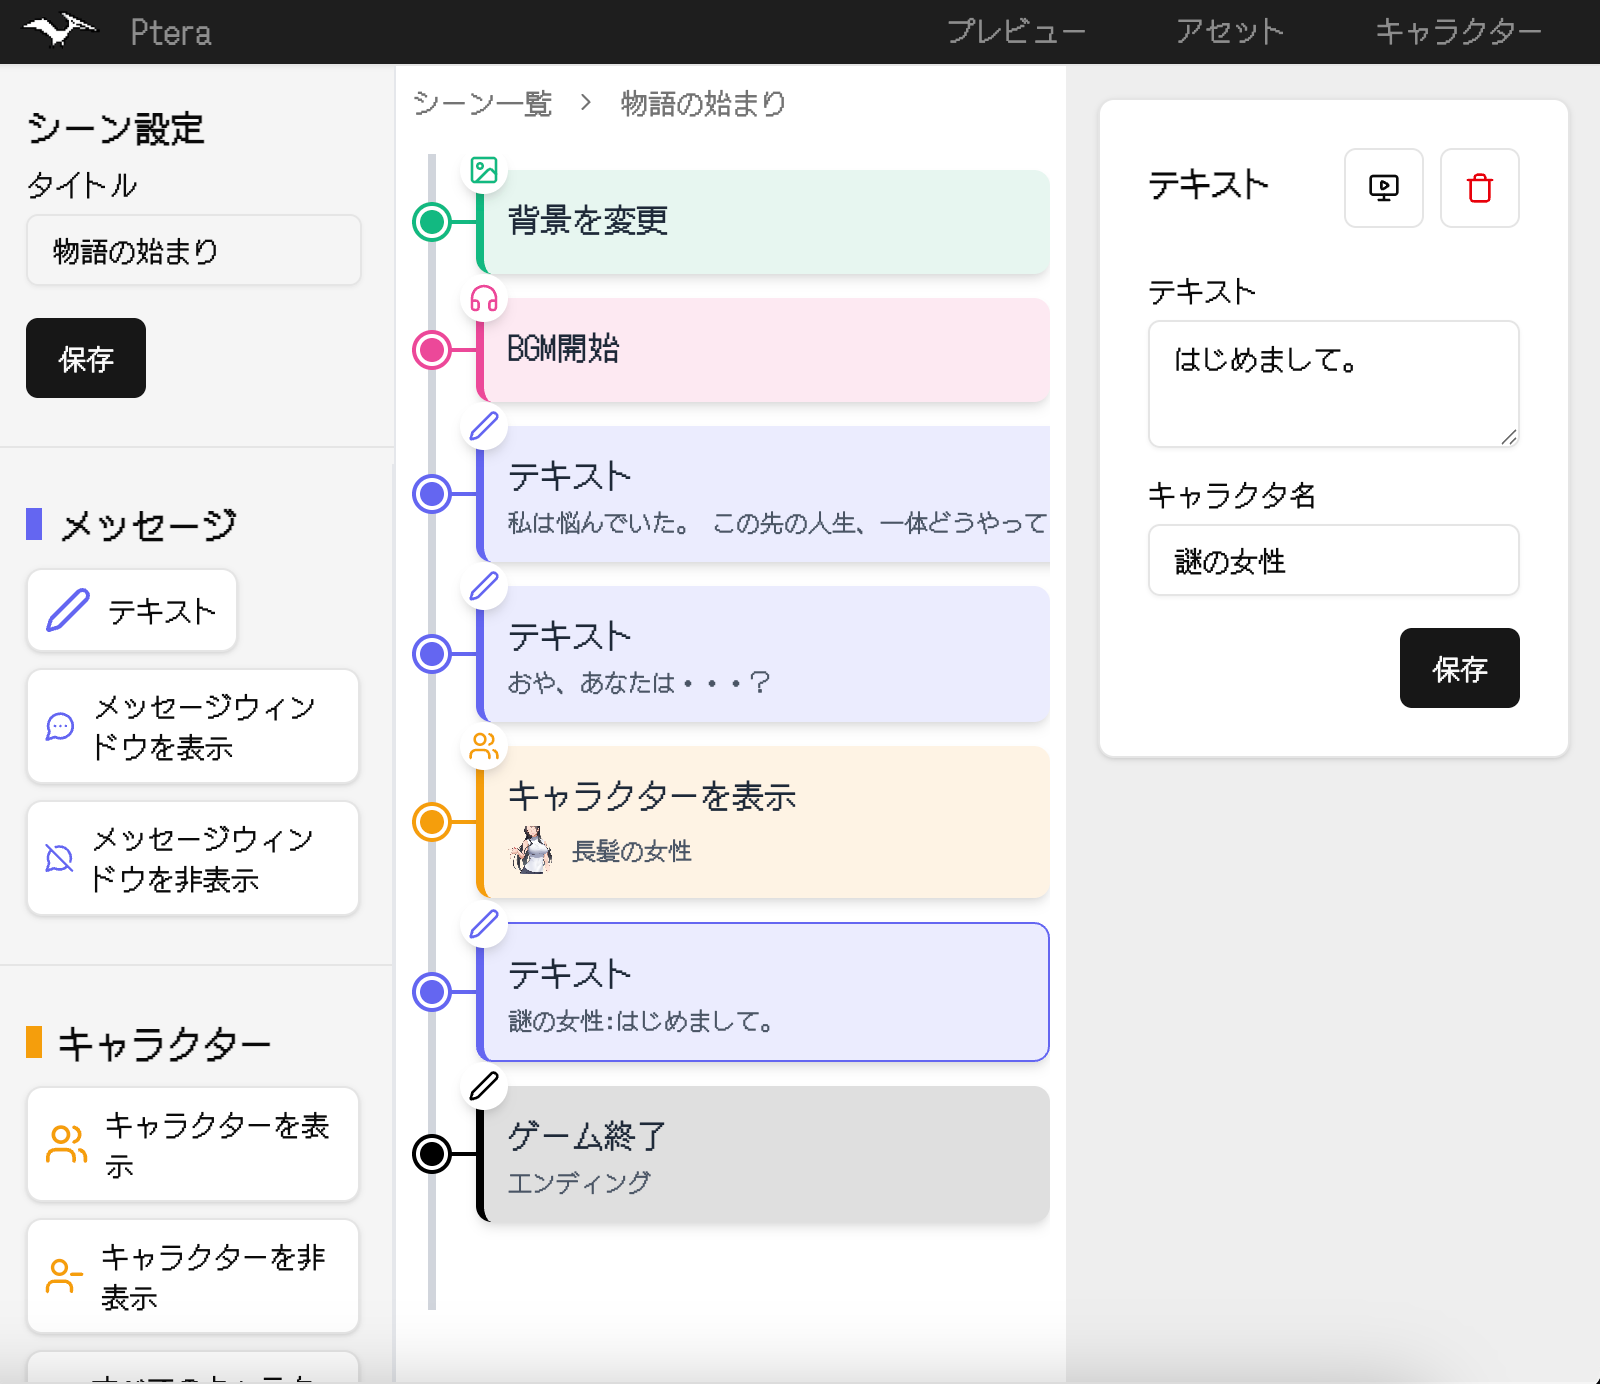 Ptera
プレビュー
アセット
キャラクター
シーン設定
タイトル
物語の始まり
保存
メッセージ
テキスト
メッセージウィン
ドウを表示
メッセージウィン
ドウを非表示
キャラクター
キャラクターを表
示
キャラクターを非
表示
シーン一覧 > 物語の始まり
背景を変更
BGM開始
テキスト
私は悩んでいた。 この先の人生、一体どうやって
テキスト
おや、あなたは・・・？
キャラクターを表示
長髪の女性
テキスト
謎の女性:はじめまして。
ゲーム終了
エンディング
テキスト
テキスト
はじめまして。
キャラクタ名
謎の女性
保存